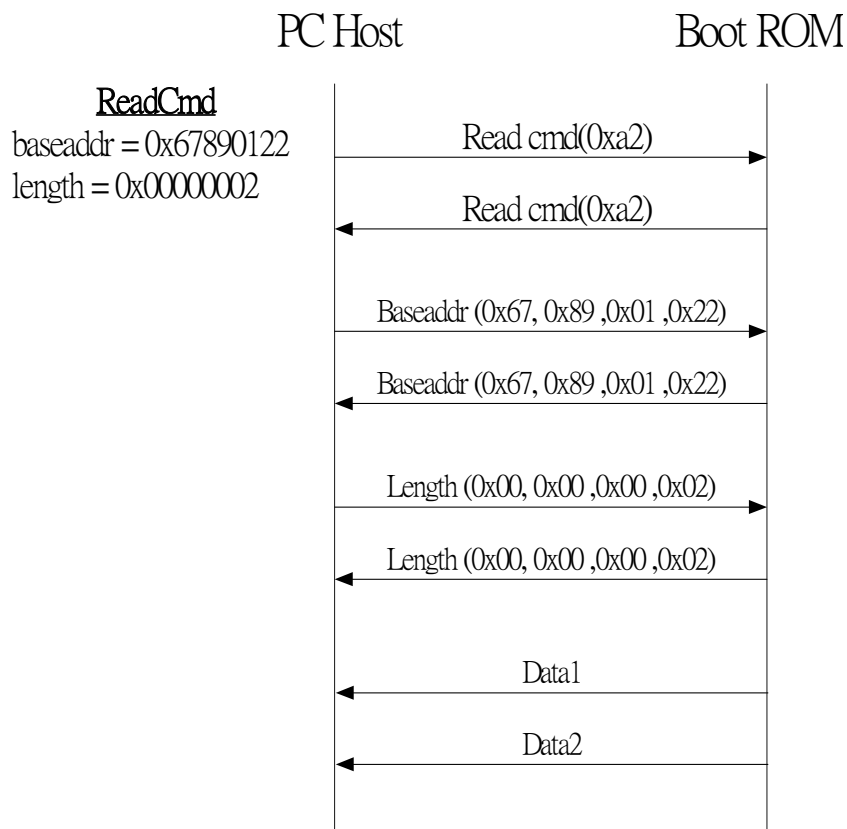 PC Host
Boot ROM
ReadCmd
baseaddr = 0x67890122
length = 0x00000002
Read cmd(0xa2)
Read cmd(0xa2)
Baseaddr (0x67, 0x89 ,0x01 ,0x22)
Baseaddr (0x67, 0x89 ,0x01 ,0x22)
Length (0x00, 0x00 ,0x00 ,0x02)
Length (0x00, 0x00 ,0x00 ,0x02)
Data1
Data2